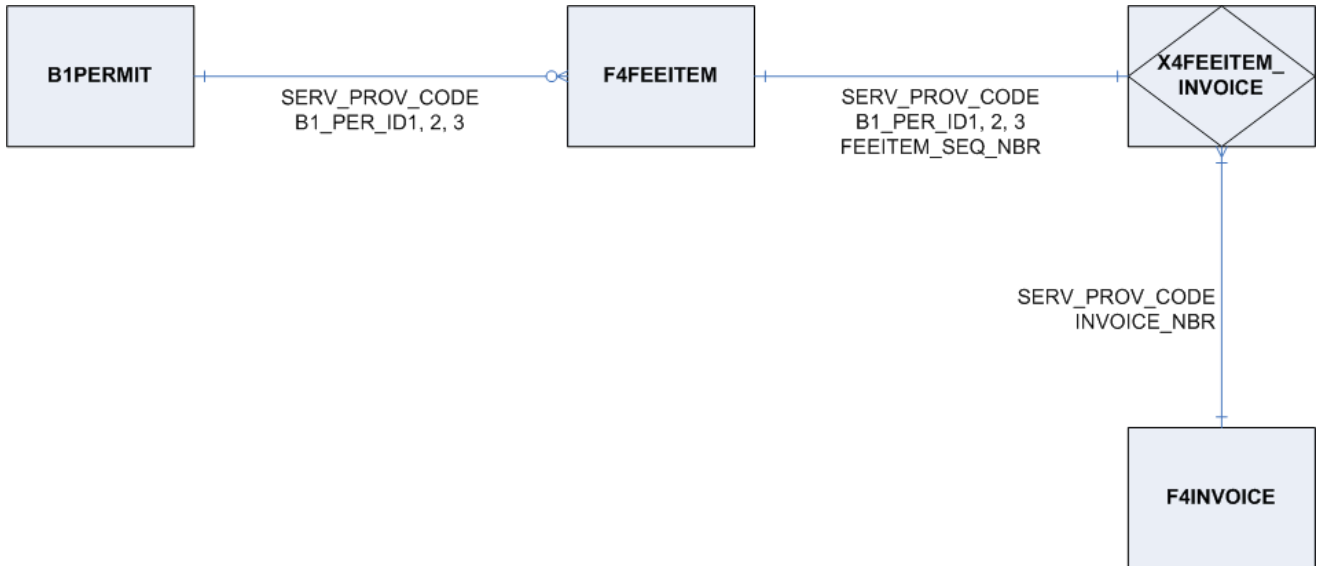 B1PERMIT
SERV_PROV_CODE
B1_PER_ID1, 2, 3
F4FEEITEM
SERV_PROV_CODE
B1_PER_ID1, 2, 3
FEEITEM_SEQ_NBR
X4FEEITEM_
INVOICE
SERV_PROV_CODE
INVOICE_NBR
F4INVOICE